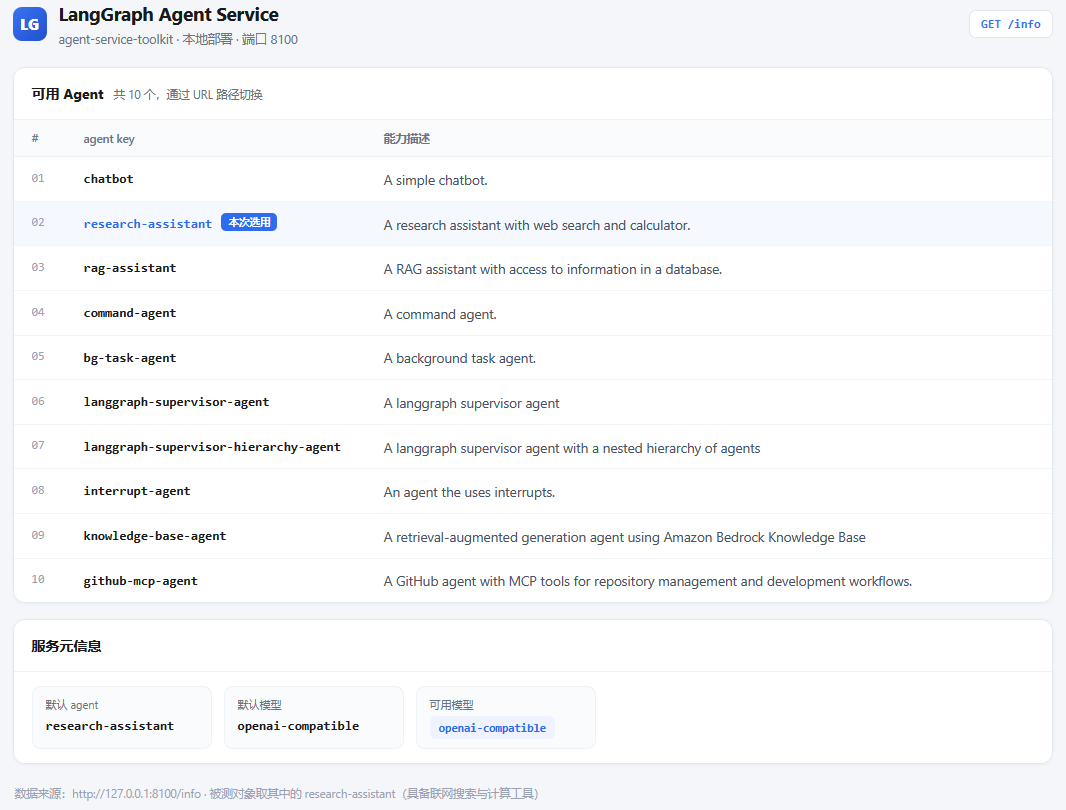 LG
LangGraph Agent Service
agent-service-toolkit · 本地部署 · 端口 8100
GET /info
可用 Agent 共 10 个，通过 URL 路径切换
# agent key 能力描述
01 chatbot A simple chatbot.
02 research-assistant 本次选用 A research assistant with web search and calculator.
03 rag-assistant A RAG assistant with access to information in a database.
04 command-agent A command agent.
05 bg-task-agent A background task agent.
06 langgraph-supervisor-agent A langgraph supervisor agent
07 langgraph-supervisor-hierarchy-agent A langgraph supervisor agent with a nested hierarchy of agents
08 interrupt-agent An agent the uses interrupts.
09 knowledge-base-agent A retrieval-augmented generation agent using Amazon Bedrock Knowledge Base
10 github-mcp-agent A GitHub agent with MCP tools for repository management and development workflows.
服务元信息
默认 agent 默认模型 可用模型
research-assistant openai-compatible openai-compatible
数据来源：http://127.0.0.1:8100/info · 被测对象取其中的 research-assistant（具备联网搜索与计算工具）